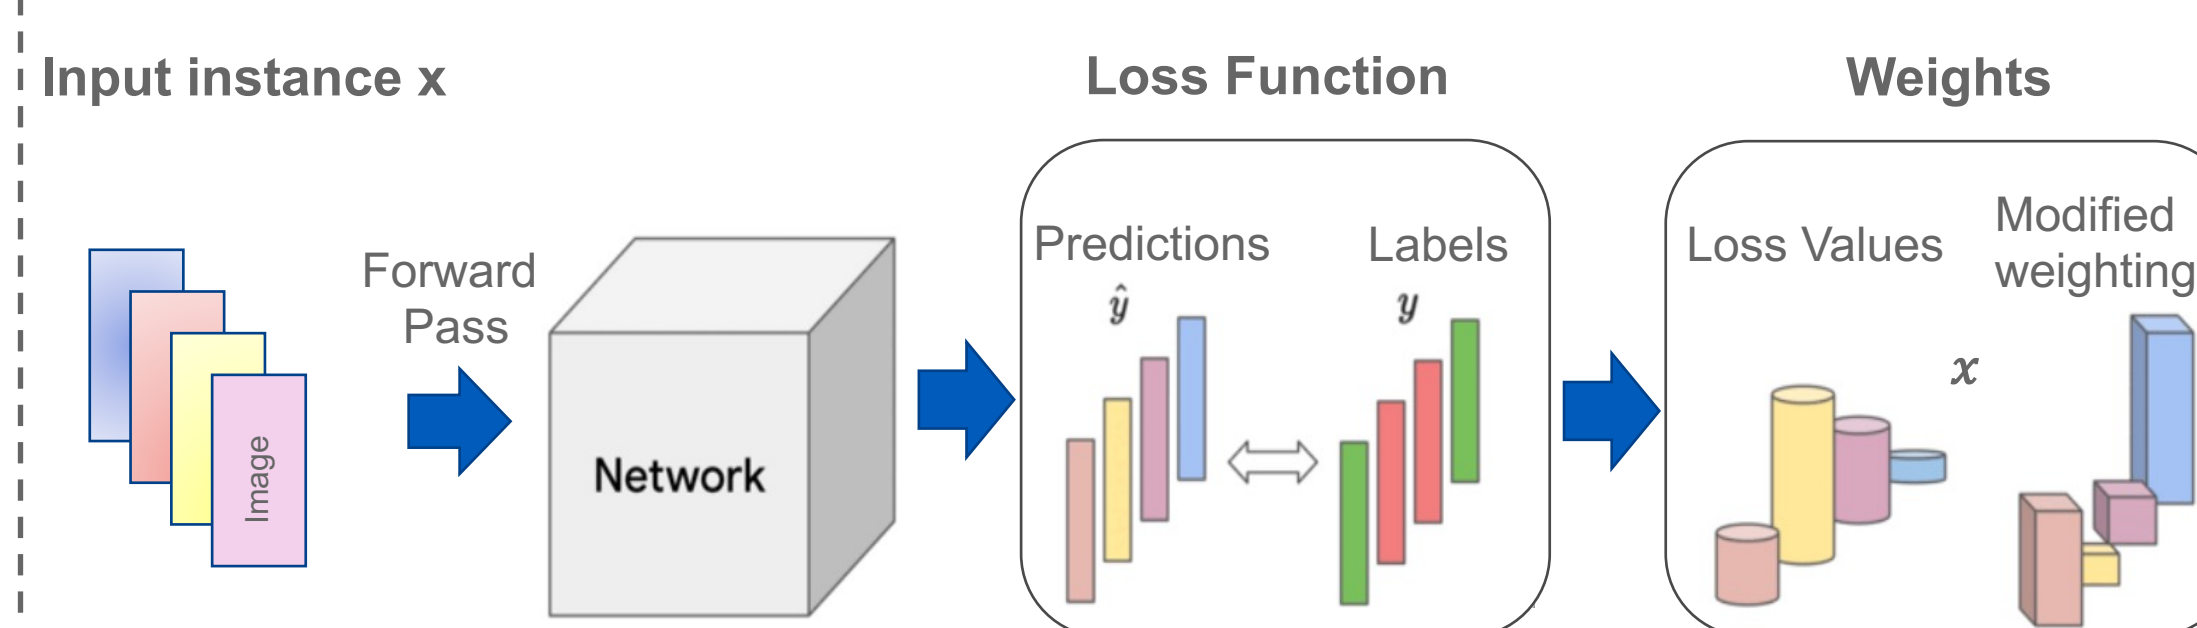 Input instance x
Loss Function
Weights
Forward
Pass
Image
Network
Predictions
Labels
ŷ
y
Loss Values
Modified
weighting
x